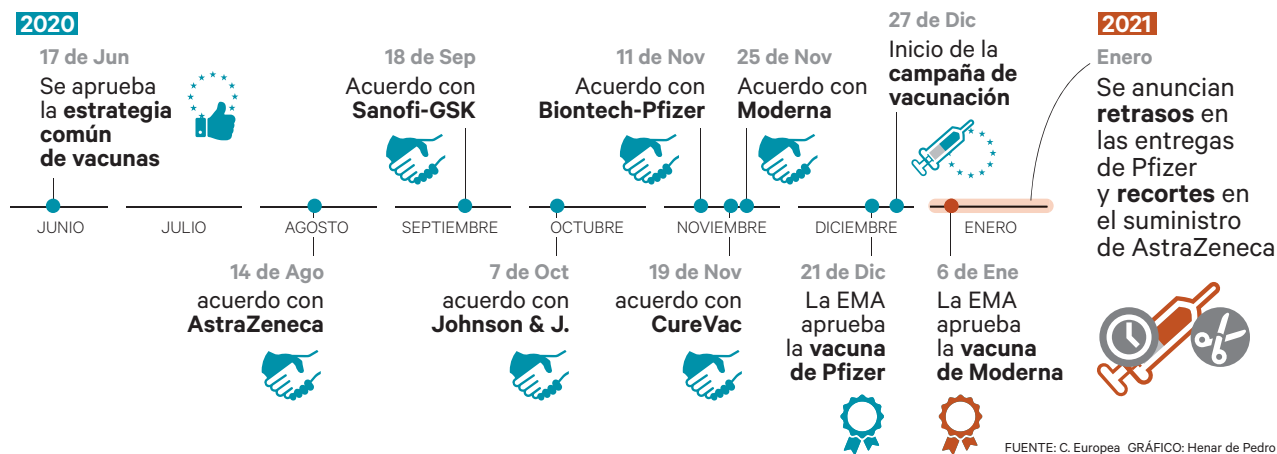 2020
17 de Jun
Se aprueba
la estrategia
común
de vacunas
18 de Sep
Acuerdo con
Sanofi-GSK
11 de Nov
Acuerdo con
Biontech-Pfizer
25 de Nov
Acuerdo con
Moderna
27 de Dic
Inicio de la
campaña de
vacunación
2021
Enero
Se anuncian
retrasos en
las entregas
de Pfizer
y recortes en
el suministro
de AstraZeneca
JUNIO
JULIO
AGOSTO
SEPTIEMBRE
OCTUBRE
NOVIEMBRE
DICIEMBRE
ENERO
14 de Ago
acuerdo con
AstraZeneca
7 de Oct
acuerdo con
Johnson & J.
19 de Nov
acuerdo con
CureVac
21 de Dic
La EMA
aprueba
la vacuna
de Pfizer
6 de Ene
La EMA
aprueba
la vacuna
de Moderna
FUENTE: C. Europea GRÁFICO: Henar de Pedro